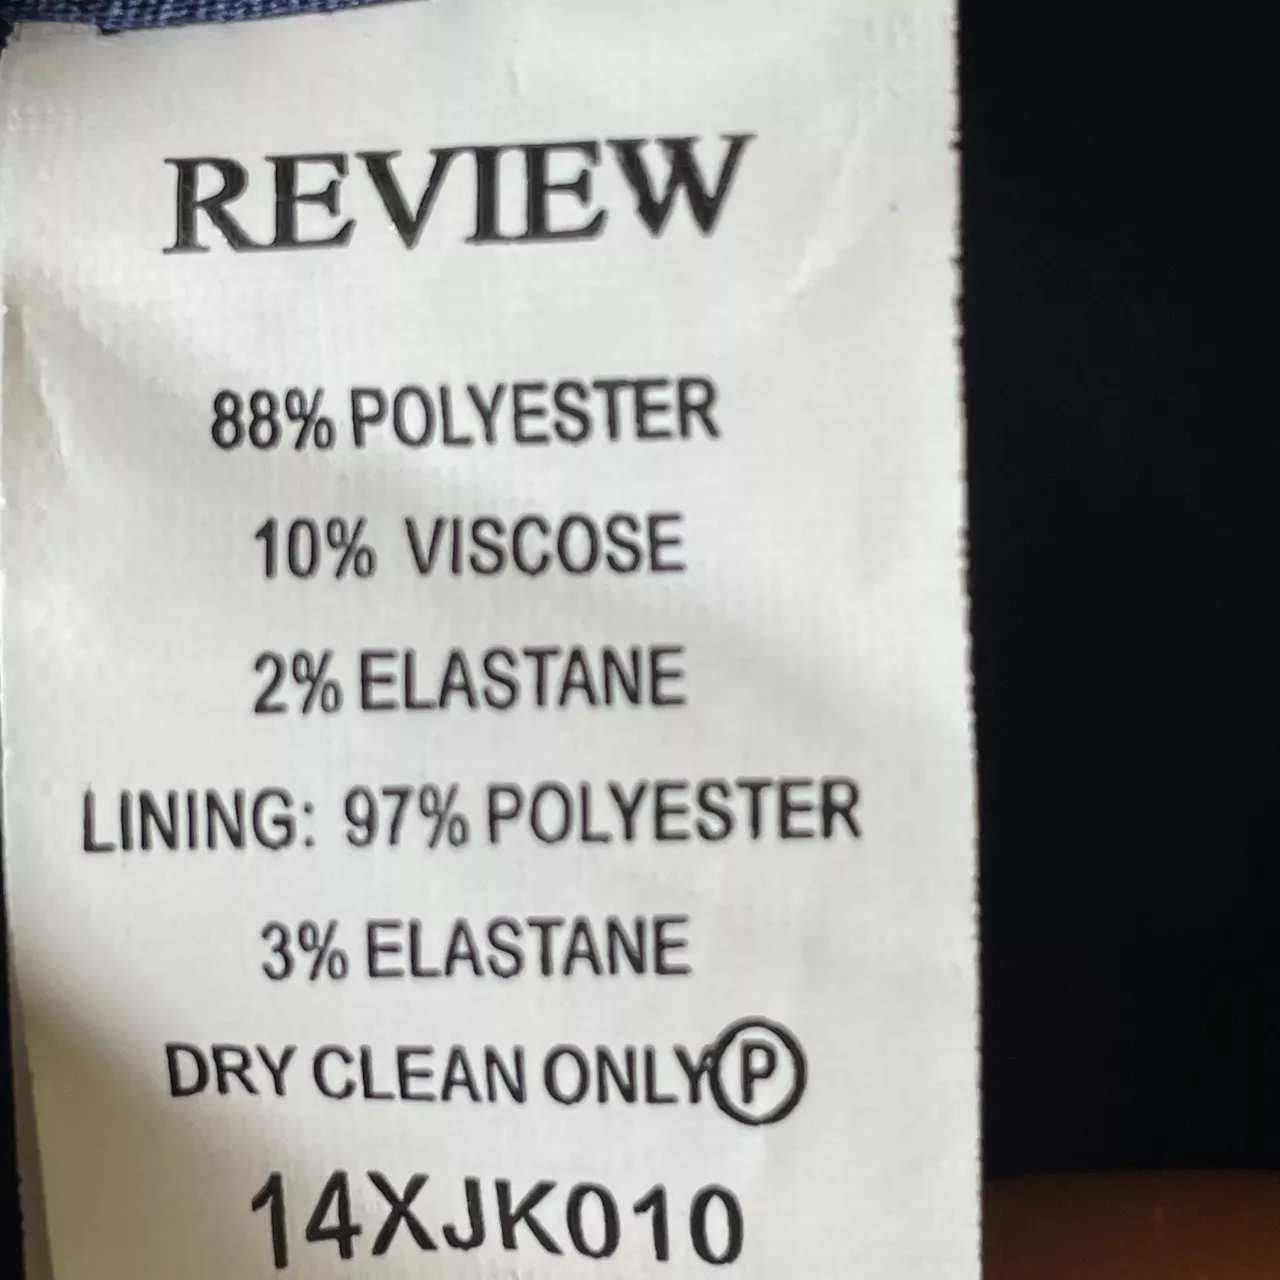 REVIEW
88% POLYESTER
10% VISCOSE
2% ELASTANE
LINING: 97% POLYESTER
3% ELASTANE
DRY CLEAN ONLY Ⓟ
14XJK010